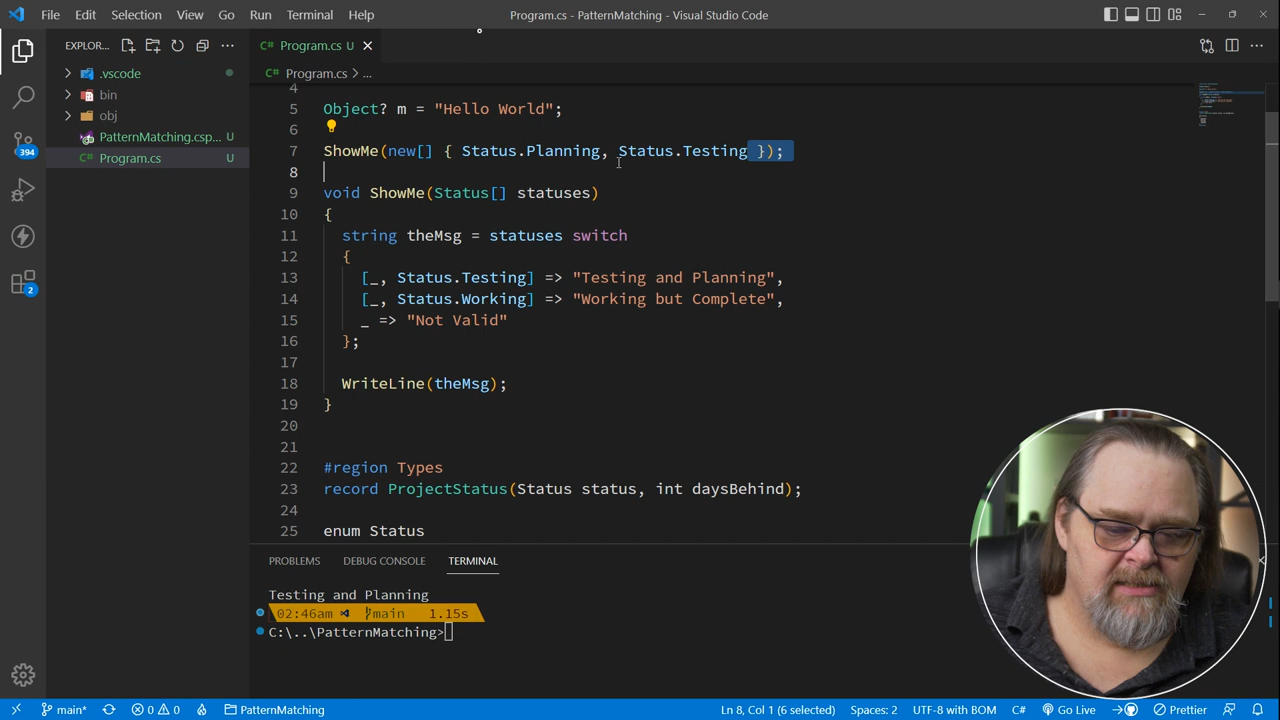 File Edit Selection View Go Run Terminal Help
Program.cs - PatternMatching - Visual Studio Code
EXPLOR...
.vscode
bin
obj
PatternMatching.csp... U
Program.cs U
394
2
C# Program.cs U
C# Program.cs > ...
4
5 Object? m = "Hello World";
6
7 ShowMe(new[] { Status.Planning, Status.Testing });
8
9 void ShowMe(Status[] statuses)
10 {
11 string theMsg = statuses switch
12 {
13 [_, Status.Testing] => "Testing and Planning",
14 [_, Status.Working] => "Working but Complete",
15 _ => "Not Valid"
16 };
17
18 WriteLine(theMsg);
19 }
20
21
22 #region Types
23 record ProjectStatus(Status status, int daysBehind);
24
25 enum Status
PROBLEMS DEBUG CONSOLE TERMINAL
Testing and Planning
02:46am main 1.15s
C:\..\PatternMatching>
main* 0 0 PatternMatching Ln 8, Col 1 (6 selected) Spaces: 2 UTF-8 with BOM C# Go Live Prettier